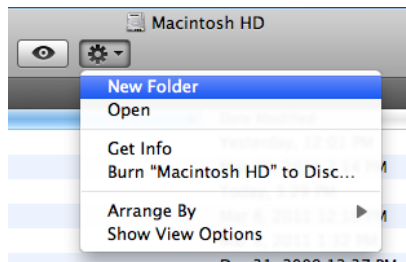 Macintosh HD
New Folder
Open
Get Info
Burn “Macintosh HD” to Disc...
Arrange By
Show View Options